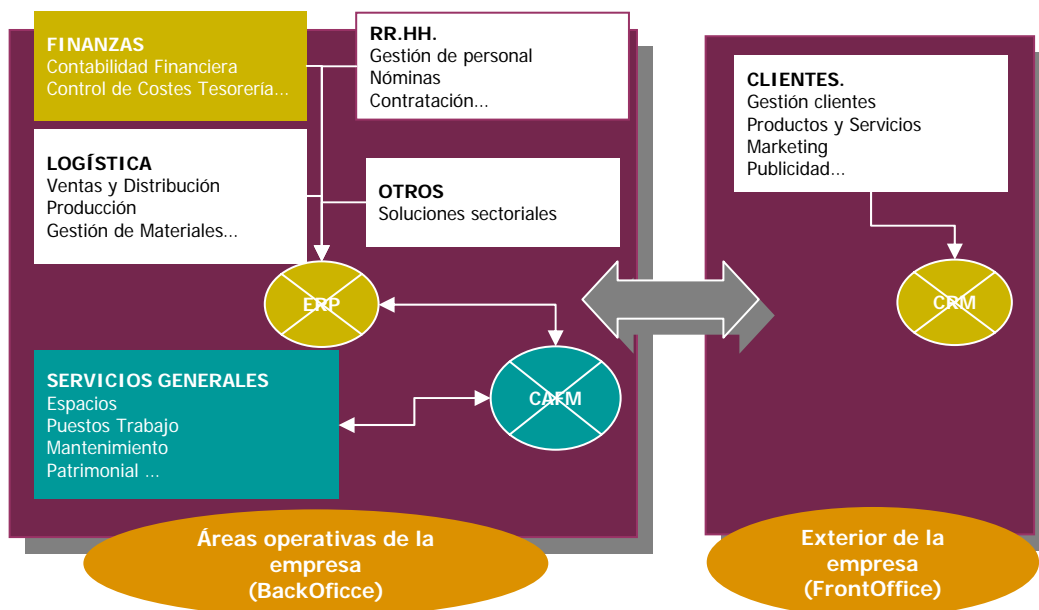 FINANZAS
Contabilidad Financiera
Control de Costes Tesorería...
RR.HH.
Gestión de personal
Nóminas
Contratación...
LOGÍSTICA
Ventas y Distribución
Producción
Gestión de Materiales...
OTROS
Soluciones sectoriales
ERP
SERVICIOS GENERALES
Espacios
Puestos Trabajo
Mantenimiento
Patrimonial ...
CAFM
Áreas operativas de la
empresa
(BackOficce)
CLIENTES.
Gestión clientes
Productos y Servicios
Marketing
Publicidad...
CRM
Exterior de la
empresa
(FrontOffice)